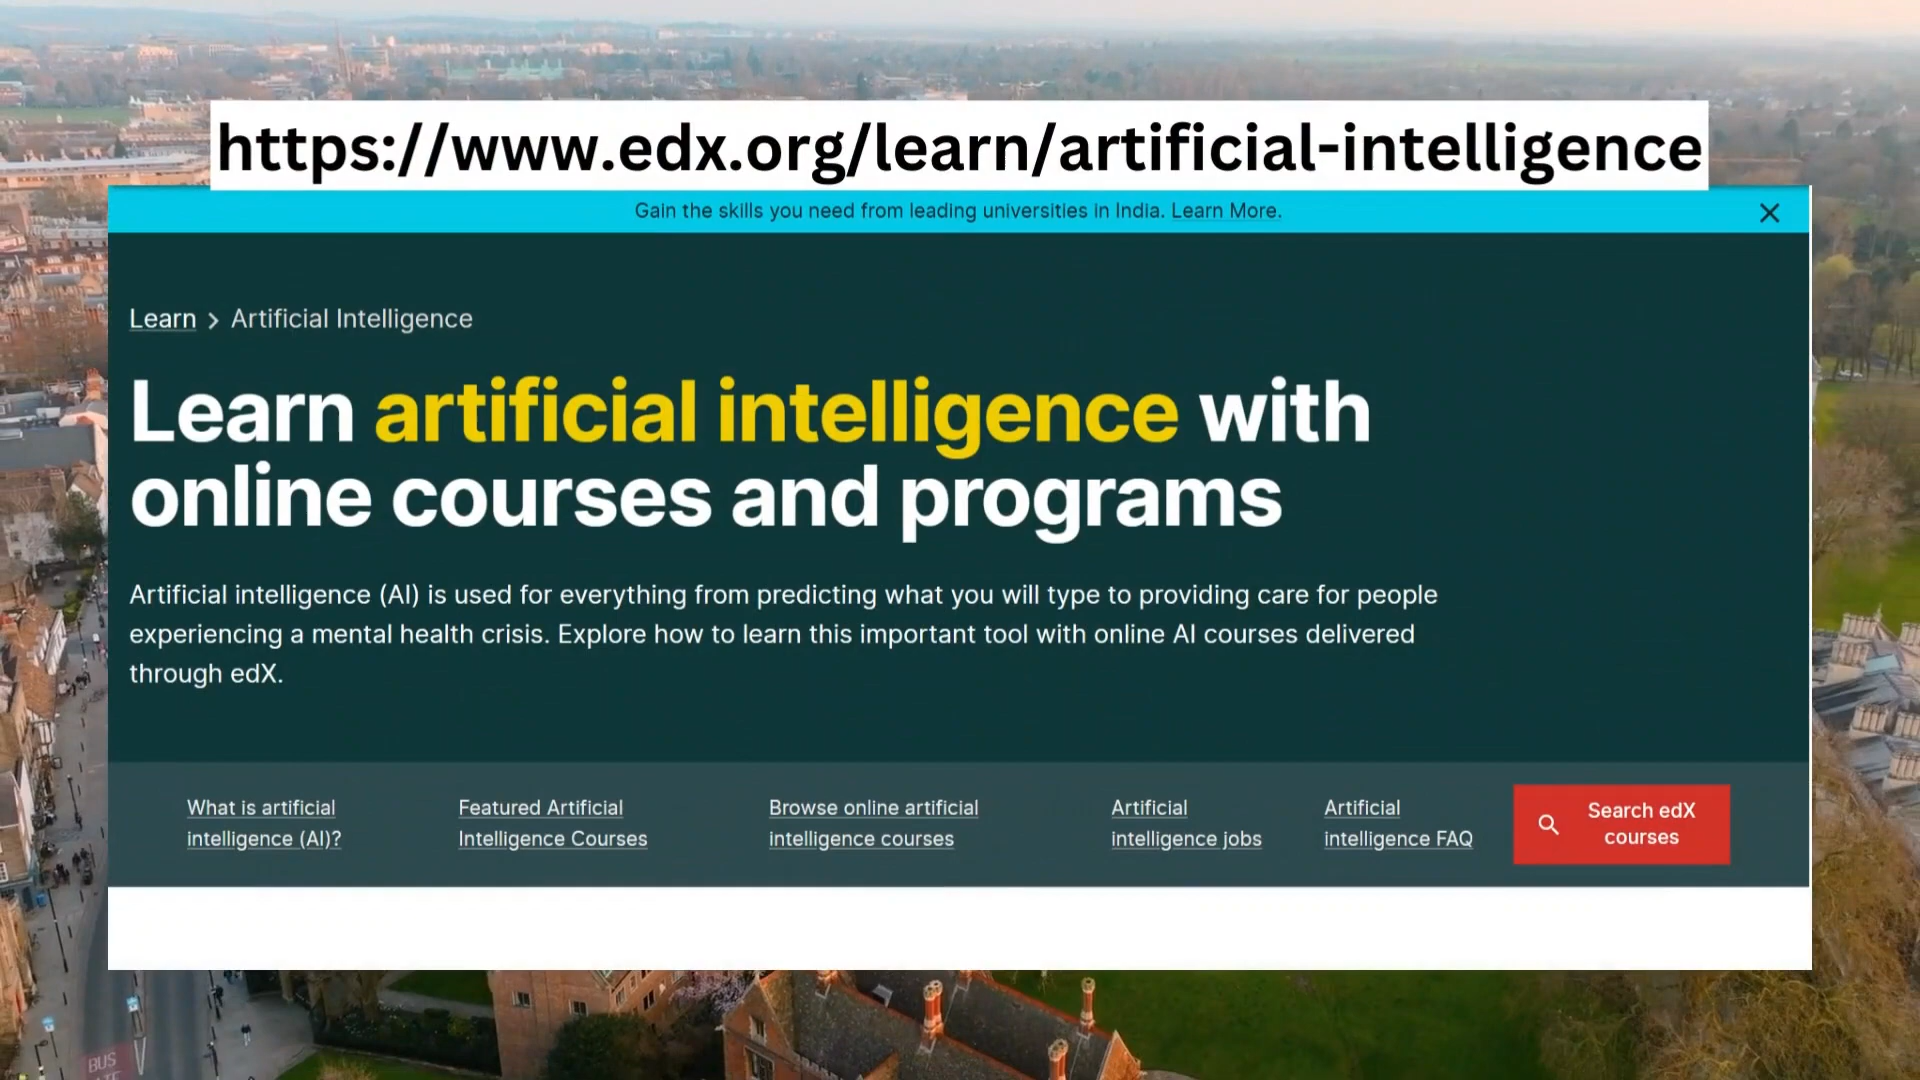 https://www.edx.org/learn/artificial-intelligence
Gain the skills you need from leading universities in India. Learn More.
Learn > Artificial Intelligence
Learn artificial intelligence with
online courses and programs
Artificial intelligence (AI) is used for everything from predicting what you will type to providing care for people
experiencing a mental health crisis. Explore how to learn this important tool with online AI courses delivered
through edX.
What is artificial
intelligence (AI)?
Featured Artificial
Intelligence Courses
Browse online artificial
intelligence courses
Artificial
intelligence jobs
Artificial
intelligence FAQ
Search edX
courses
BUS